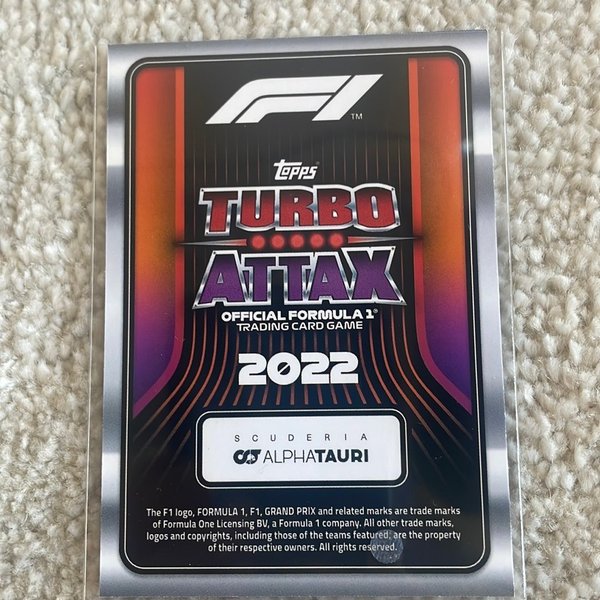 F1
TM
Topps®
TURBO
ATTAX
OFFICIAL FORMULA 1®
TRADING CARD GAME
2022
SCUDERIA
ALPHATAURI
The F1 logo, FORMULA 1, F1, GRAND PRIX and related marks are trade marks
of Formula One Licensing BV, a Formula 1 company. All other trade marks,
logos and copyrights, including those of the teams featured, are the property
of their respective owners. All rights reserved.